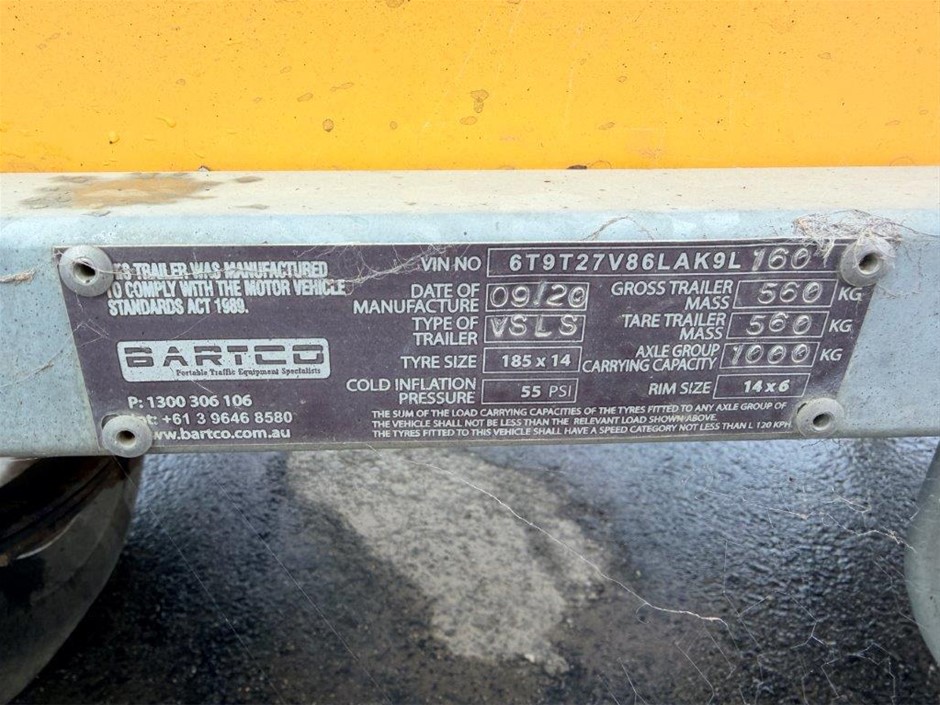 TRAILER WAS MANUFACTURED
TO COMPLY WITH THE MOTOR VEHICLE
STANDARDS ACT 1989.
BARTCO
Portable Traffic Equipment Specialists
P: 1300 306 106
+61 3 9646 8580
www.bartco.com.au
VIN NO 6T9T27V86LAK9L160
DATE OF MANUFACTURE 09/20
TYPE OF TRAILER VSLS
TYRE SIZE 185 x 14
COLD INFLATION PRESSURE 55 PSI
GROSS TRAILER MASS 560 KG
TARE TRAILER MASS 560 KG
AXLE GROUP CARRYING CAPACITY 1000 KG
RIM SIZE 14 x 6
THE SUM OF THE LOAD CARRYING CAPACITIES OF THE TYRES FITTED TO ANY AXLE GROUP OF
THE VEHICLE SHALL NOT BE LESS THAN THE RELEVANT LOAD SHOWN ABOVE.
THE TYRES FITTED TO THIS VEHICLE SHALL HAVE A SPEED CATEGORY NOT LESS THAN L 120 KPH